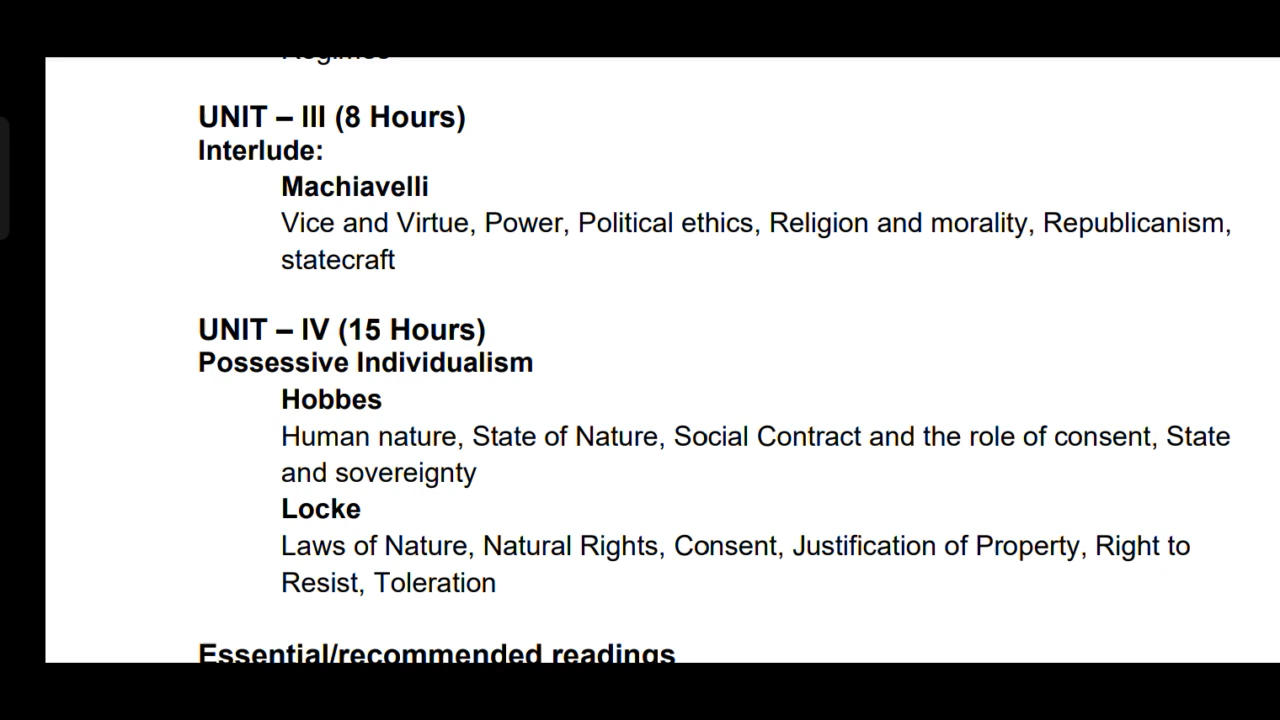 Regimes
UNIT – III (8 Hours)
Interlude:
Machiavelli
Vice and Virtue, Power, Political ethics, Religion and morality, Republicanism,
statecraft
UNIT – IV (15 Hours)
Possessive Individualism
Hobbes
Human nature, State of Nature, Social Contract and the role of consent, State
and sovereignty
Locke
Laws of Nature, Natural Rights, Consent, Justification of Property, Right to
Resist, Toleration
Essential/recommended readings